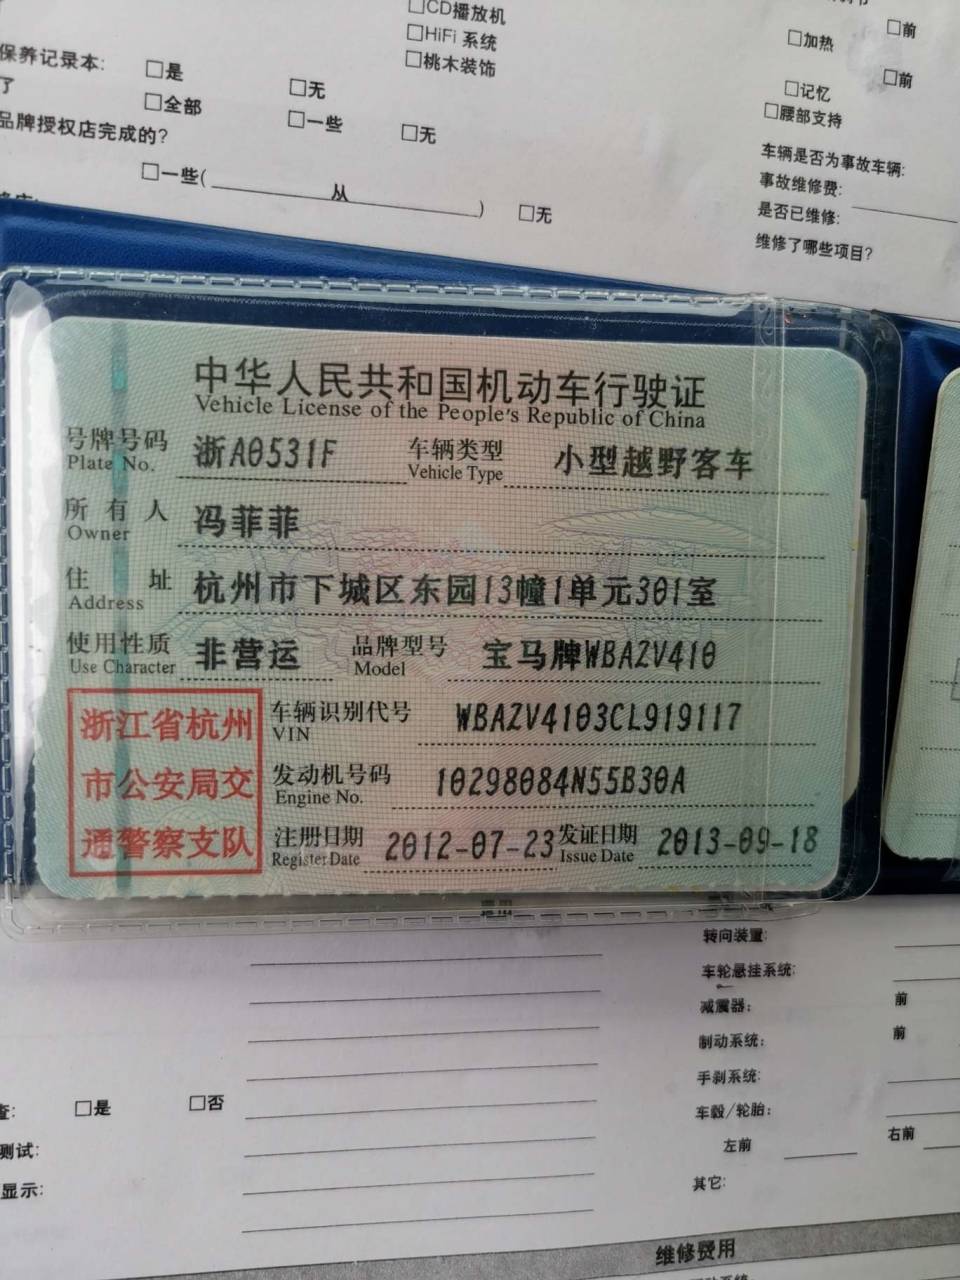 □CD播放机
□HiFi 系统
□桃木装饰
□前
□加热
□前
□记忆
□腰部支持
保养记录本: □是 □无
了 □全部 □一些 □无
品牌授权店完成的?
□一些( 从 ) □无
车辆是否为事故车辆:
事故维修费:
是否已维修:
维修了哪些项目?
中华人民共和国机动车行驶证
Vehicle License of the People's Republic of China
号牌号码 浙A0531F 车辆类型 小型越野客车
Plate No. Vehicle Type
所有人 冯菲菲
Owner
住址 杭州市下城区东园13幢1单元301室
Address
使用性质 非营运 品牌型号 宝马牌WBAZV410
Use Character Model
浙江省杭州
市公安局交
通警察支队
车辆识别代号 WBAZV4103CL919117
VIN
发动机号码 10298084N55B30A
Engine No.
注册日期 2012-07-23 发证日期 2013-09-18
Register Date Issue Date
转向装置:
车轮悬挂系统:
减震器: 前
制动系统: 前
手刹系统:
车毂/轮胎:
左前 右前
其它:
查: □是 □否
测试:
显示:
维修费用